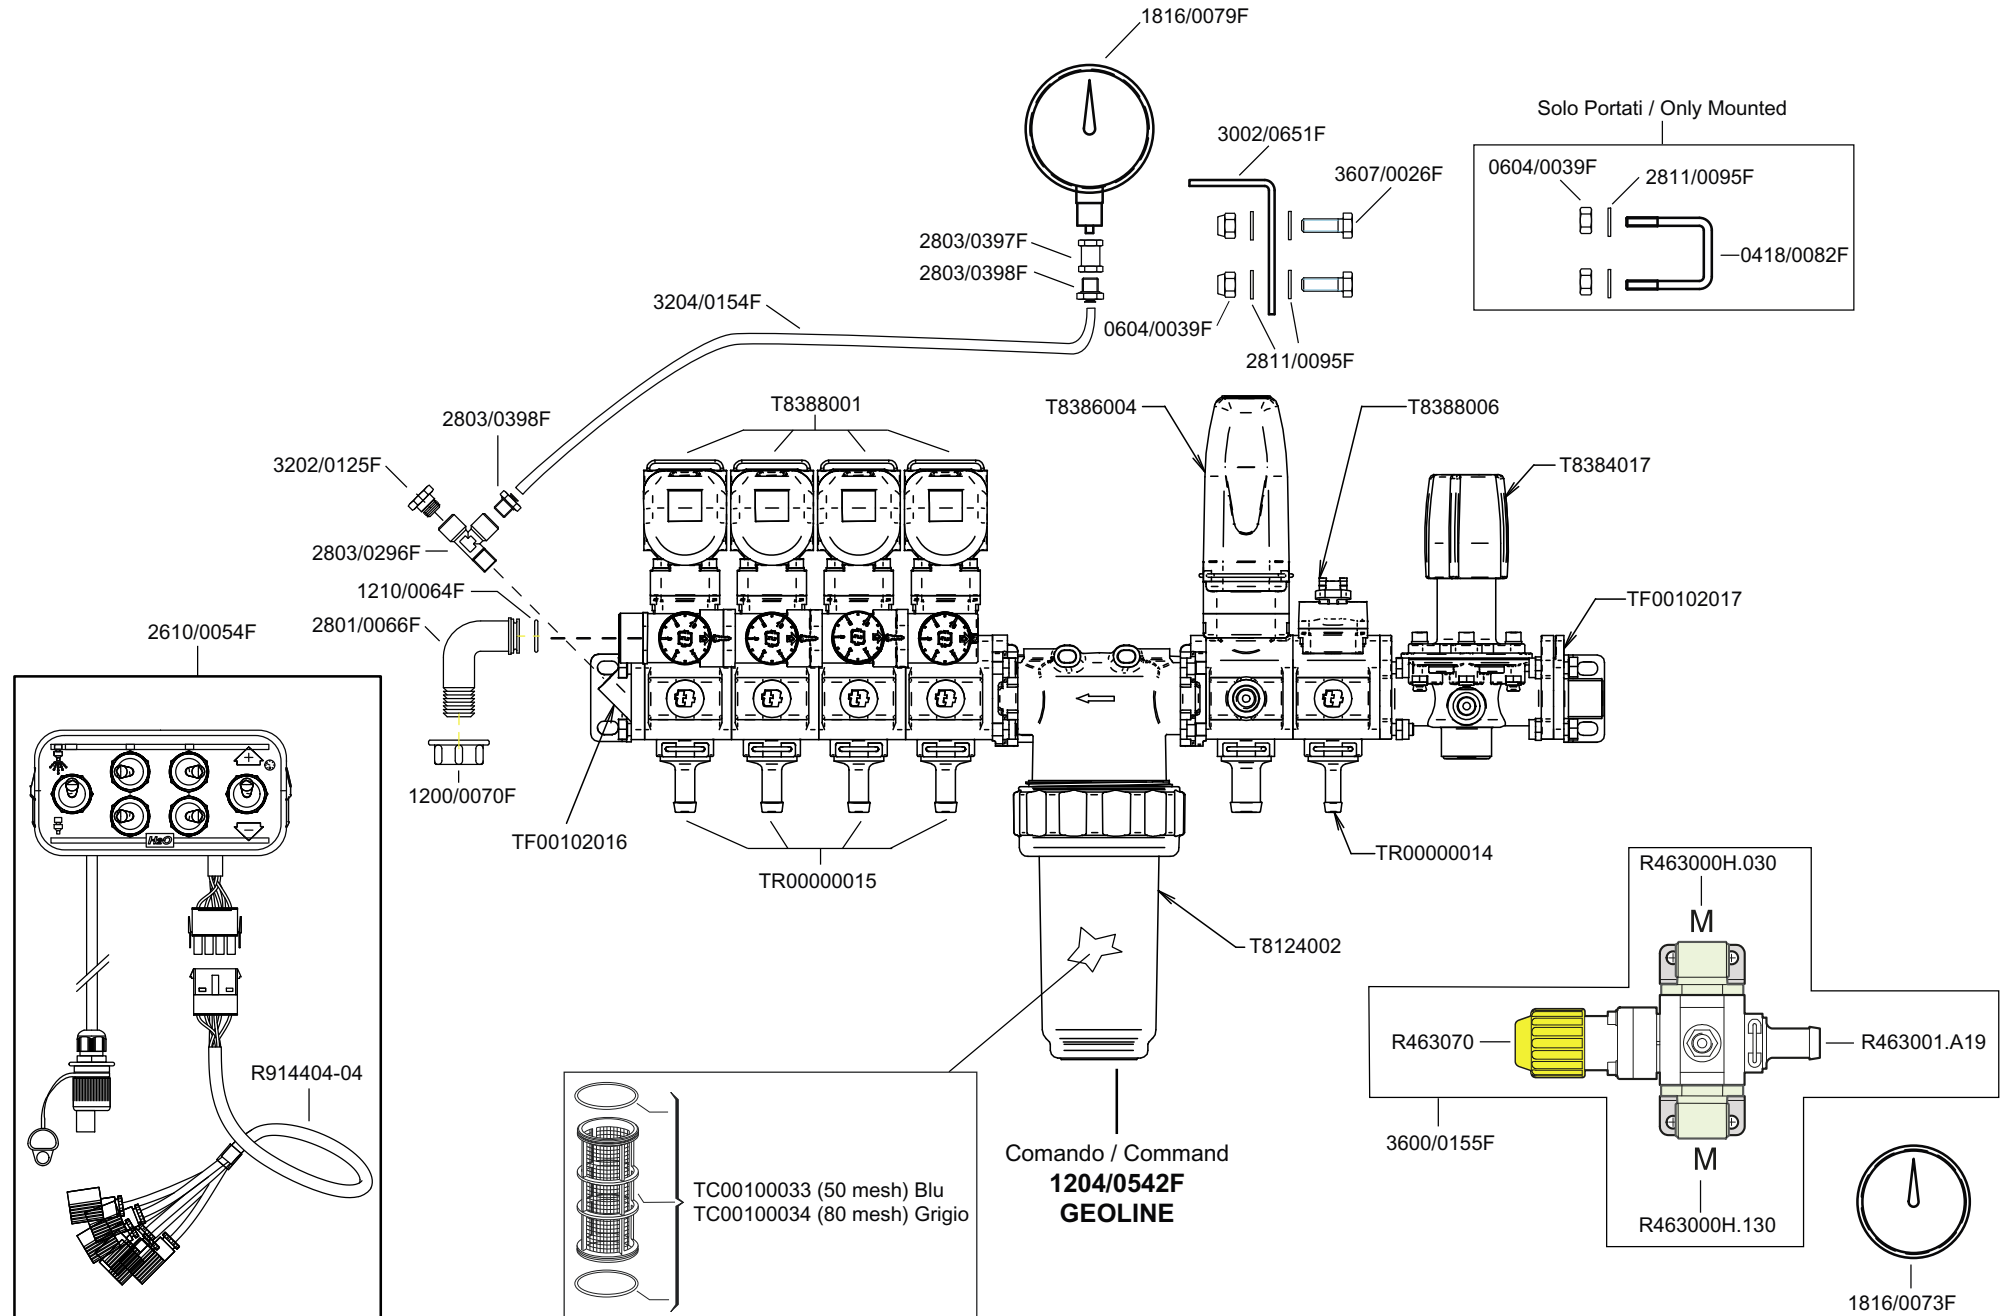 1816/0079F
Solo Portati / Only Mounted
3002/0651F
0604/0039F
2811/0095F
3607/0026F
0418/0082F
2803/0397F
2803/0398F
3204/0154F
0604/0039F
2811/0095F
T8388001
T8386004
T8388006
2803/0398F
3202/0125F
T8384017
2803/0296F
1210/0064F
2801/0066F
TF00102017
2610/0054F
1200/0070F
TF00102016
TR00000015
TR00000014
H2O
T8124002
R463000H.030
M
R463070
R463001.A19
R914404-04
3600/0155F
M
R463000H.130
Comando / Command
1204/0542F
GEOLINE
TC00100033 (50 mesh) Blu
TC00100034 (80 mesh) Grigio
1816/0073F